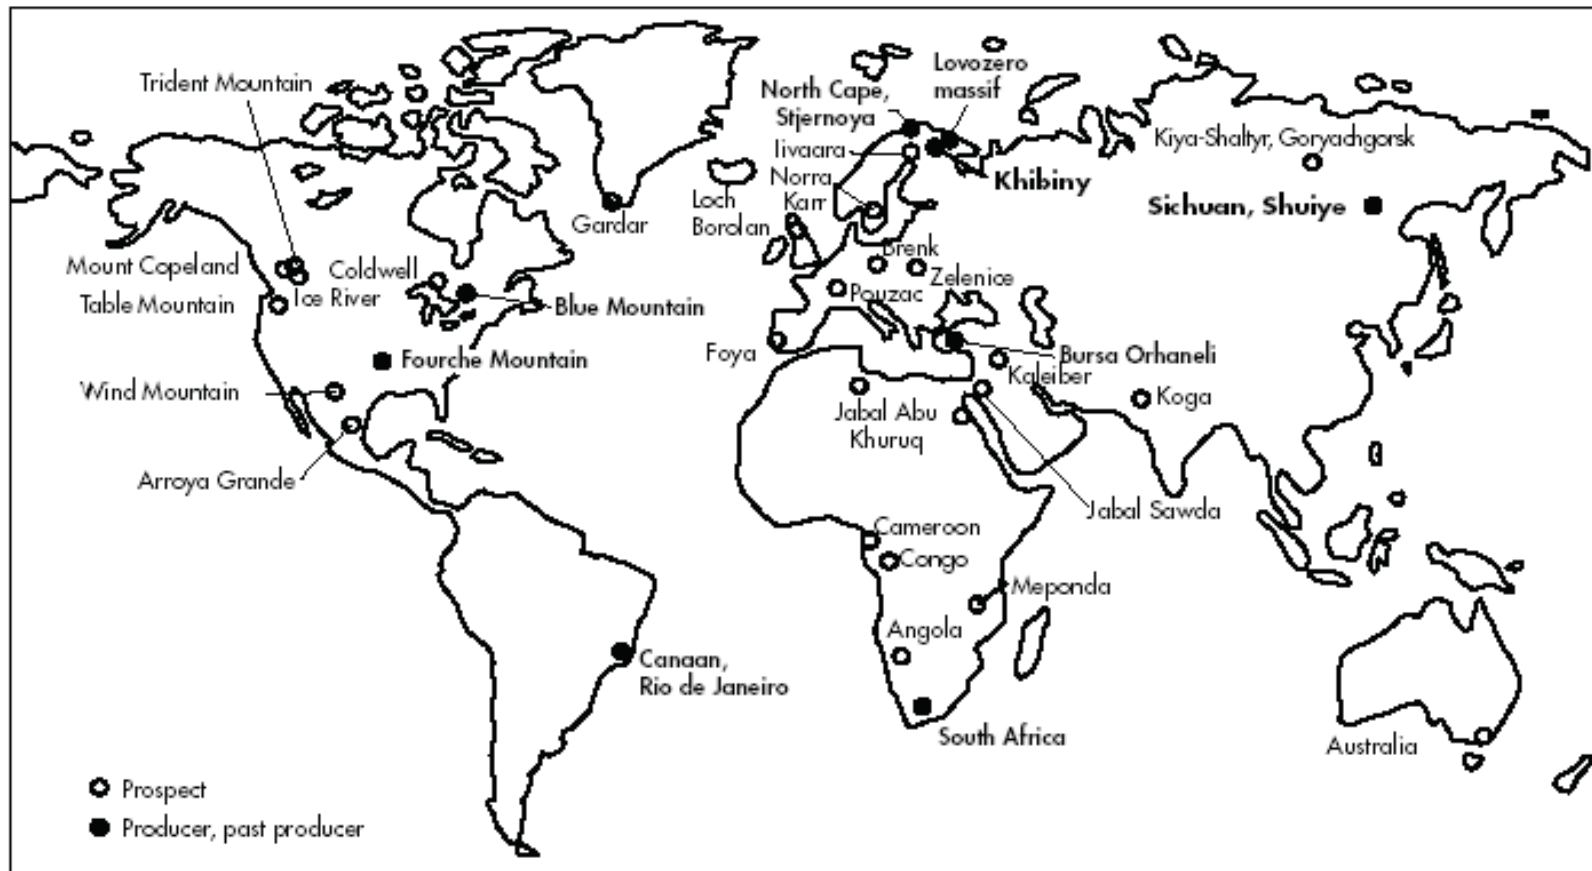 Trident Mountain
Lovozero
massif
North Cape,
Stjernoya
Iivaara
Kiya-Shaltyr, Goryachgorsk
Norra
Karr
Khibiny
Loch
Borolan
Sichuan, Shuiye
Gardar
Mount Copeland
Coldwell
Brenk
Zelenice
Table Mountain
Ice River
Blue Mountain
Pouzac
Foya
Fourche Mountain
Bursa Orhaneli
Kaleiber
Wind Mountain
Koga
Jabal Abu
Khuruq
Arroya Grande
Jabal Sawda
Cameroon
Congo
Meponda
Angola
Canaan,
Rio de Janeiro
South Africa
Australia
Prospect
Producer, past producer